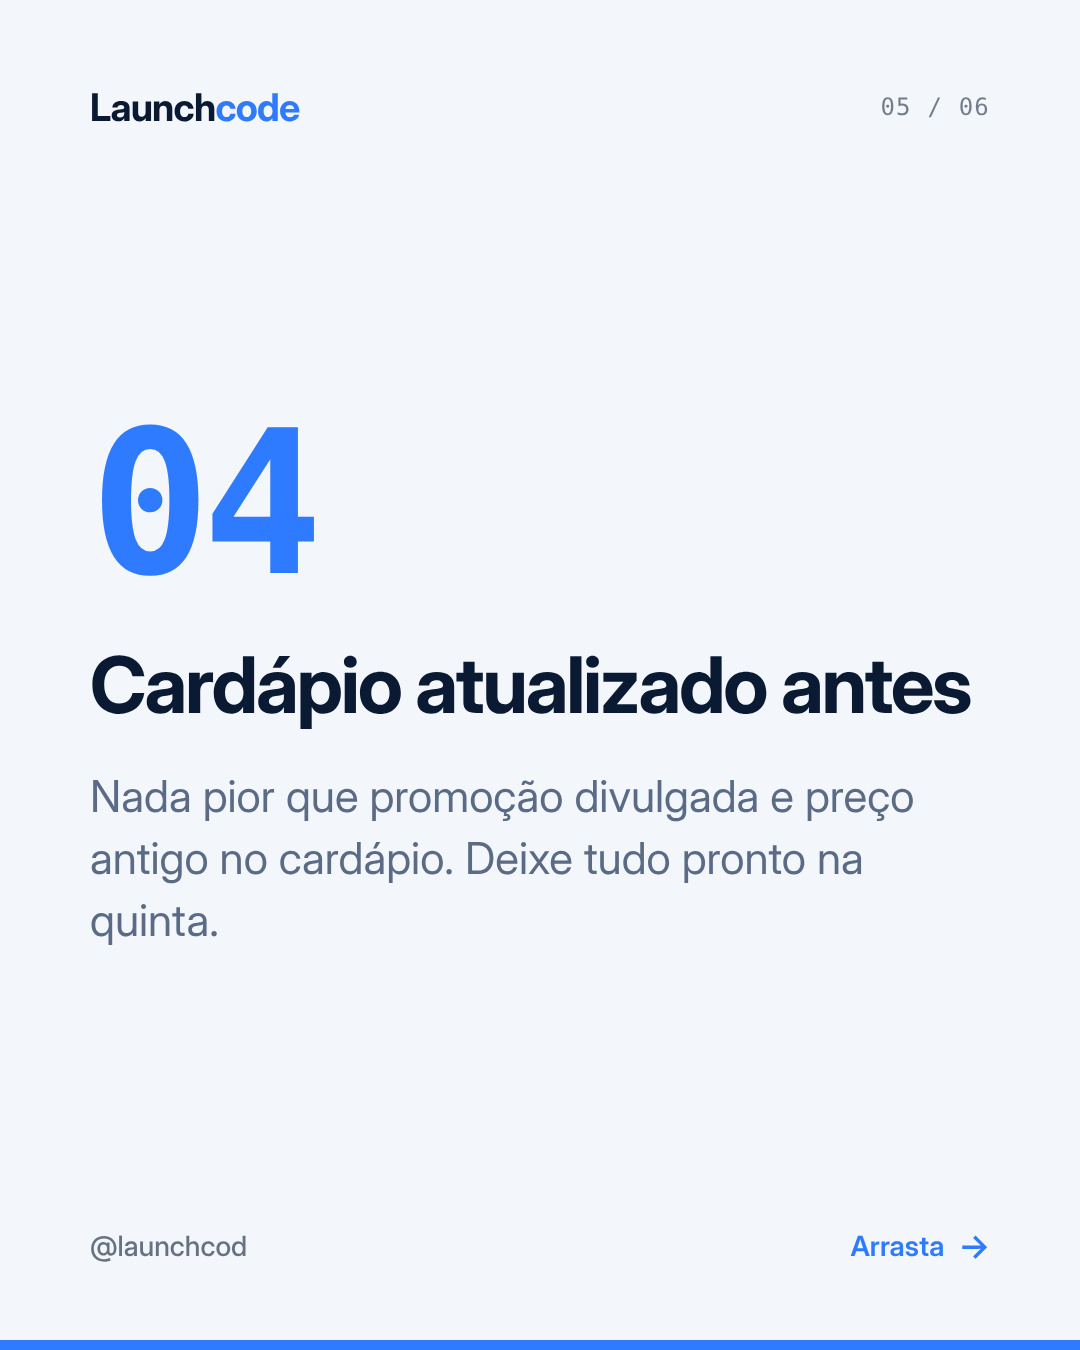 Launchcode
05 / 06
04
Cardápio atualizado antes
Nada pior que promoção divulgada e preço
antigo no cardápio. Deixe tudo pronto na
quinta.
@launchcod
Arrasta →